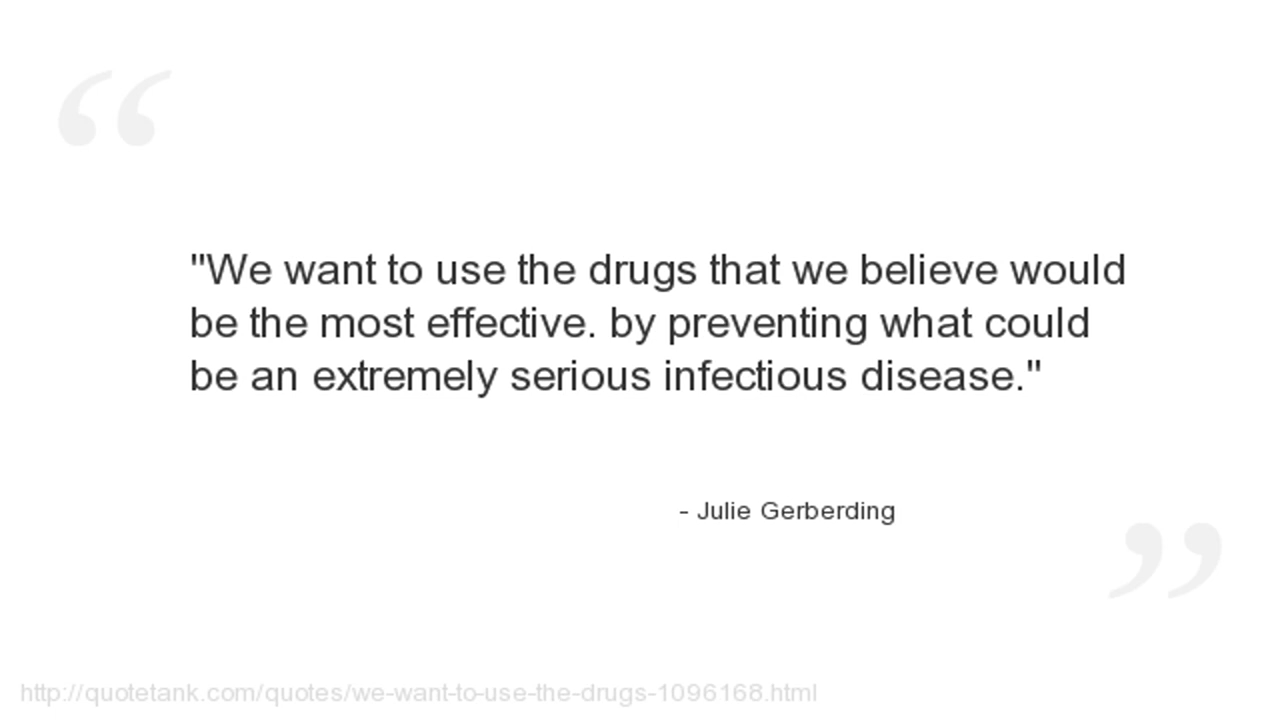 "We want to use the drugs that we believe would
be the most effective. by preventing what could
be an extremely serious infectious disease."
- Julie Gerberding
http://quotetank.com/quotes/we-want-to-use-the-drugs-1096168.html